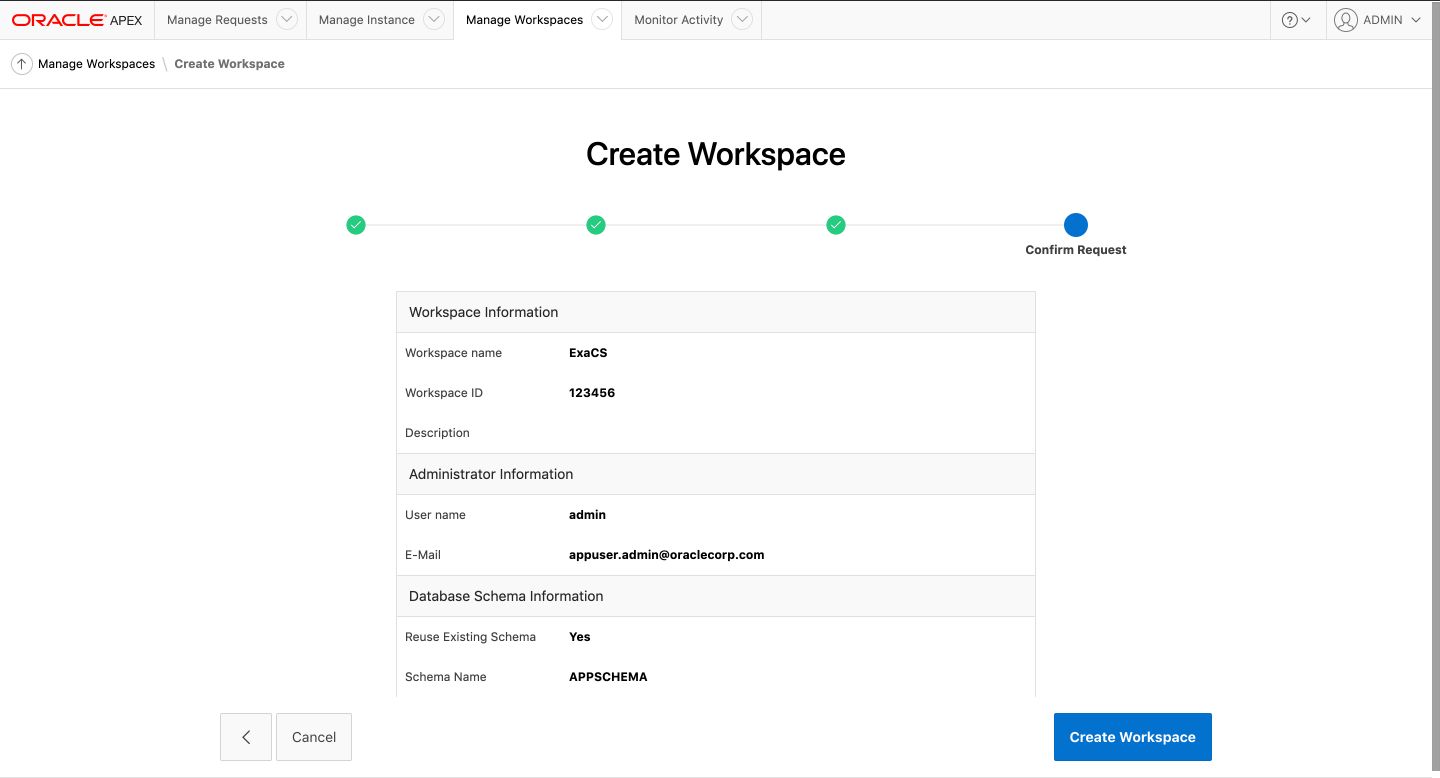 ORACLE APEX Manage Requests Manage Instance Manage Workspaces Monitor Activity ? ADMIN
Manage Workspaces \ Create Workspace
Create Workspace
Confirm Request
Workspace Information
Workspace name ExaCS
Workspace ID 123456
Description
Administrator Information
User name admin
E-Mail appuser.admin@oraclecorp.com
Database Schema Information
Reuse Existing Schema Yes
Schema Name APPSCHEMA
Cancel Create Workspace